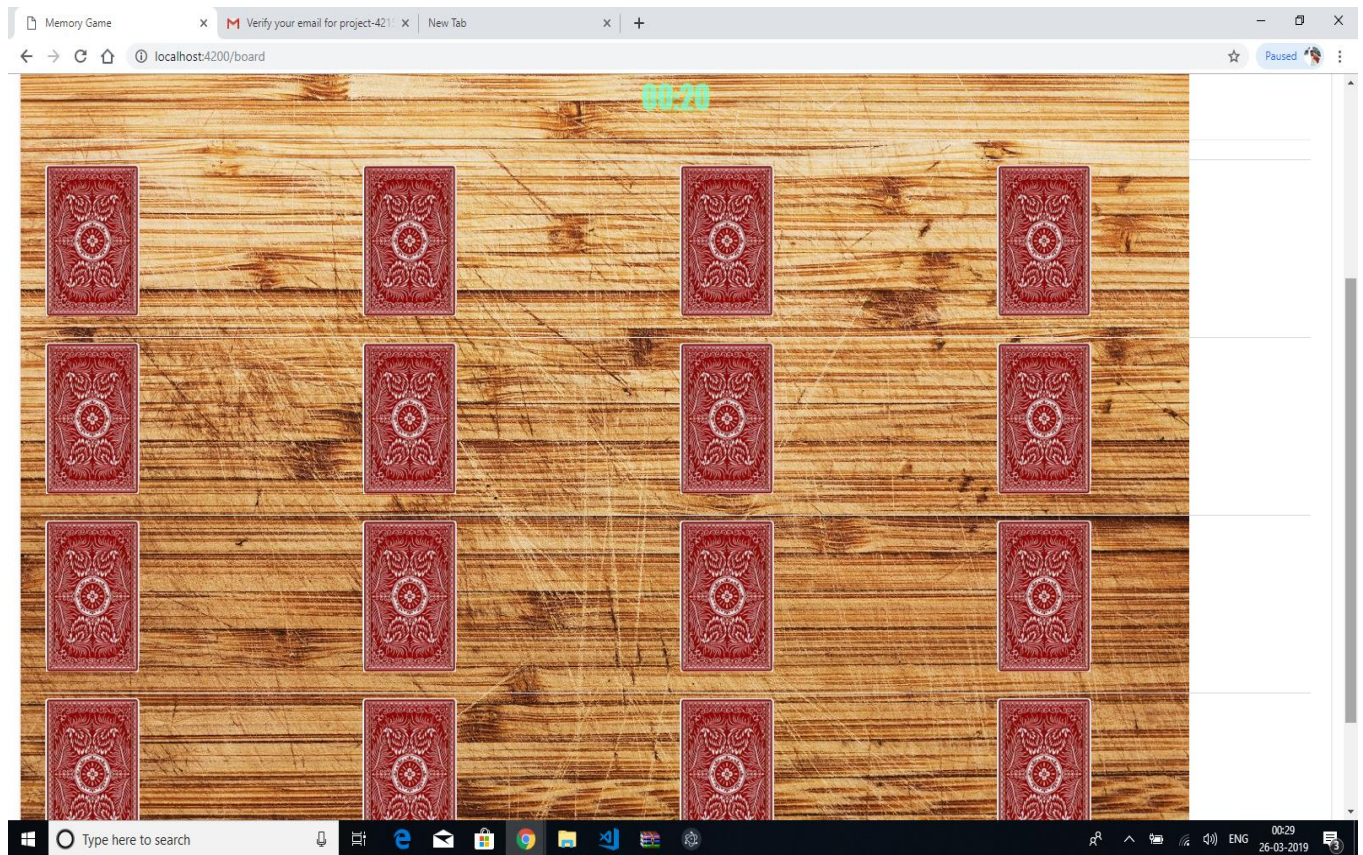 Memory Game
Verify your email for project-421
New Tab
localhost:4200/board
Paused
00:20
Type here to search
ENG
00:29
26-03-2019
3